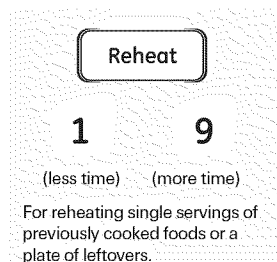 Reheat
1 9
(less time) (more time)
For reheating single servings of
previously cooked foods or a
plate of leftovers.